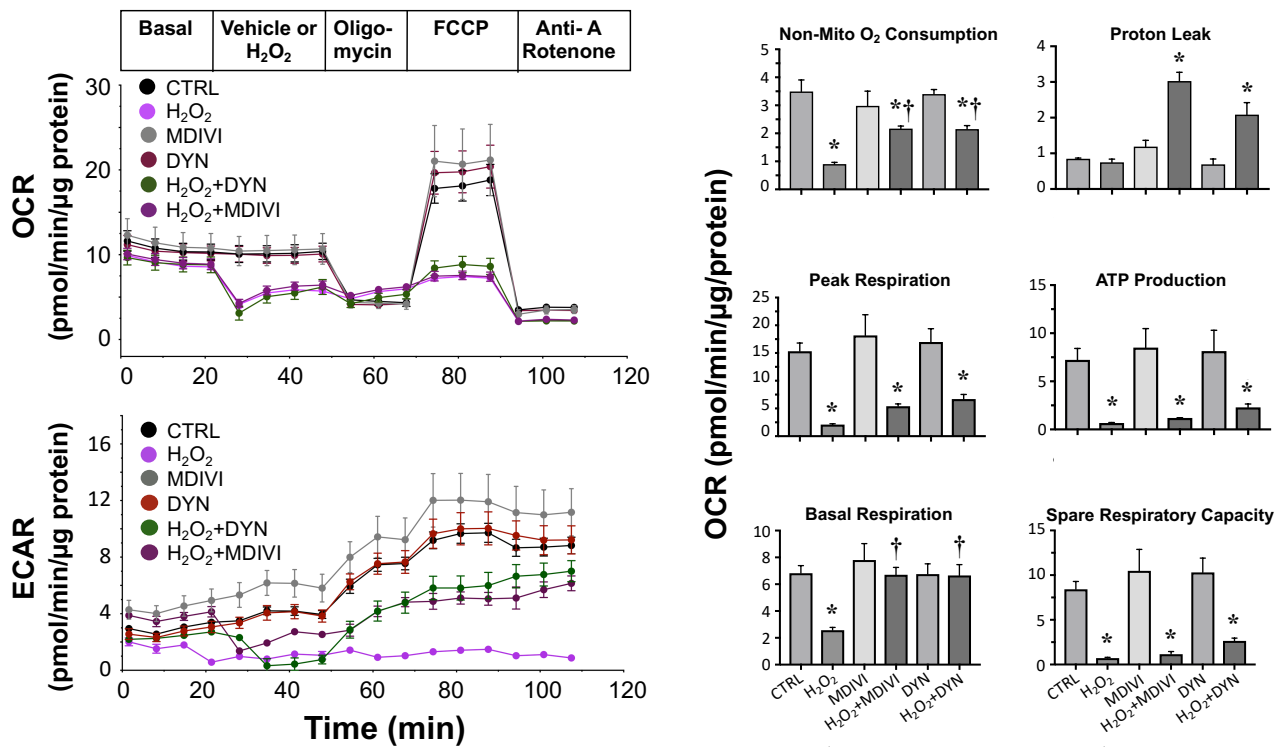 Basal
Vehicle or
H₂O₂
Oligo-
mycin
FCCP
Anti- A
Rotenone
OCR
(pmol/min/µg protein)
30
20
10
0
CTRL
H₂O₂
MDIVI
DYN
H₂O₂+DYN
H₂O₂+MDIVI
0 20 40 60 80 100 120
ECAR
(pmol/min/µg protein)
16
12
8
4
0
CTRL
H₂O₂
MDIVI
DYN
H₂O₂+DYN
H₂O₂+MDIVI
0 20 40 60 80 100 120
Time (min)
OCR (pmol/min/µg/protein)
Non-Mito O₂ Consumption
5
4
3
2
1
0
* *† *†
Proton Leak
4
3
2
1
0
* *
Peak Respiration
25
20
15
10
5
0
* * *
ATP Production
15
10
5
0
* * *
Basal Respiration
10
8
6
4
2
0
* † †
CTRL
H₂O₂
MDIVI
H₂O₂+MDIVI
DYN
H₂O₂+DYN
Spare Respiratory Capacity
15
10
5
0
* * *
CTRL
H₂O₂
MDIVI
H₂O₂+MDIVI
DYN
H₂O₂+DYN